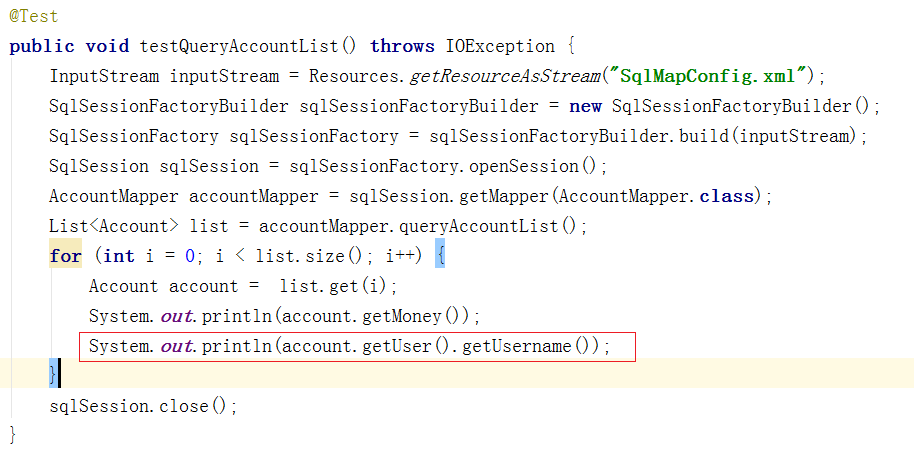 @Test
public void testQueryAccountList() throws IOException {
InputStream inputStream = Resources.getResourceAsStream("SqlMapConfig.xml");
SqlSessionFactoryBuilder sqlSessionFactoryBuilder = new SqlSessionFactoryBuilder();
SqlSessionFactory sqlSessionFactory = sqlSessionFactoryBuilder.build(inputStream);
SqlSession sqlSession = sqlSessionFactory.openSession();
AccountMapper accountMapper = sqlSession.getMapper(AccountMapper.class);
List<Account> list = accountMapper.queryAccountList();
for (int i = 0; i < list.size(); i++) {
Account account =  list.get(i);
System.out.println(account.getMoney());
System.out.println(account.getUser().getUsername());
}
sqlSession.close();
}